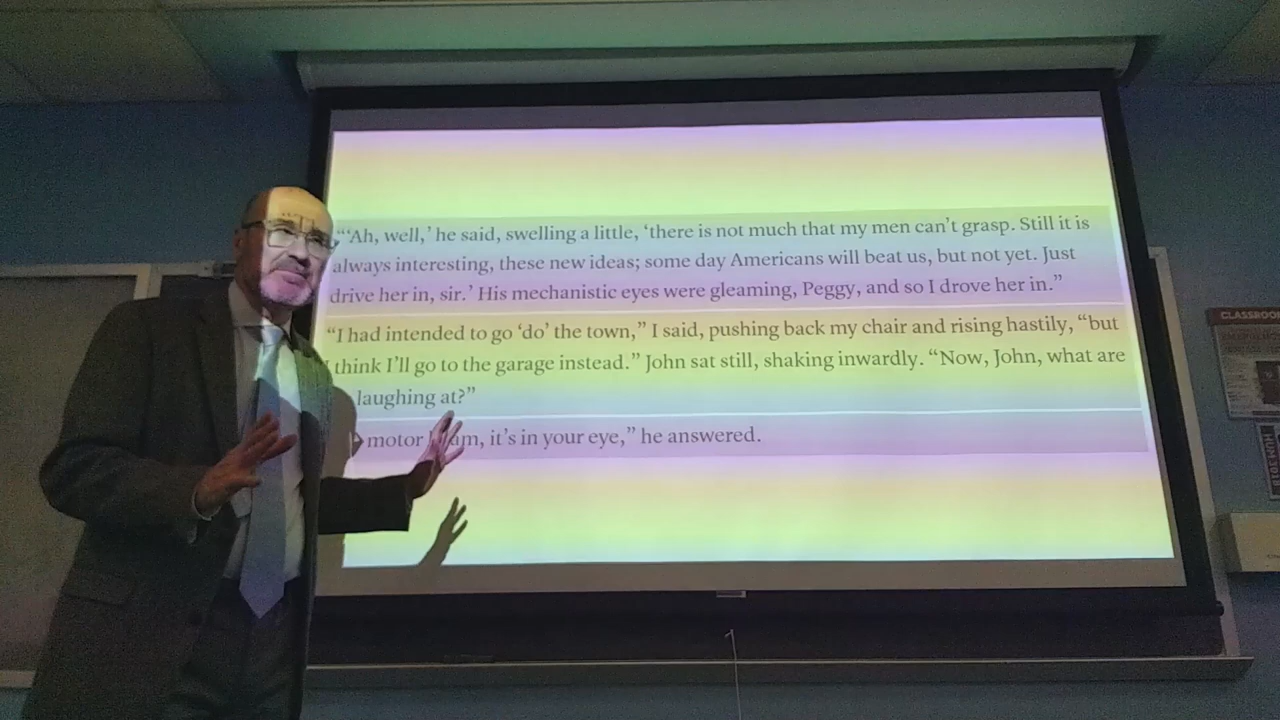 “‘Ah, well,’ he said, swelling a little, ‘there is not much that my men can’t grasp. Still it is
always interesting, these new ideas; some day Americans will beat us, but not yet. Just
drive her in, sir.’ His mechanistic eyes were gleaming, Peggy, and so I drove her in.”
“I had intended to go ‘do’ the town,” I said, pushing back my chair and rising hastily, “but
think I’ll go to the garage instead.” John sat still, shaking inwardly. “Now, John, what are
laughing at?”
motor it’s in your eye,” he answered.
CLASSROOM